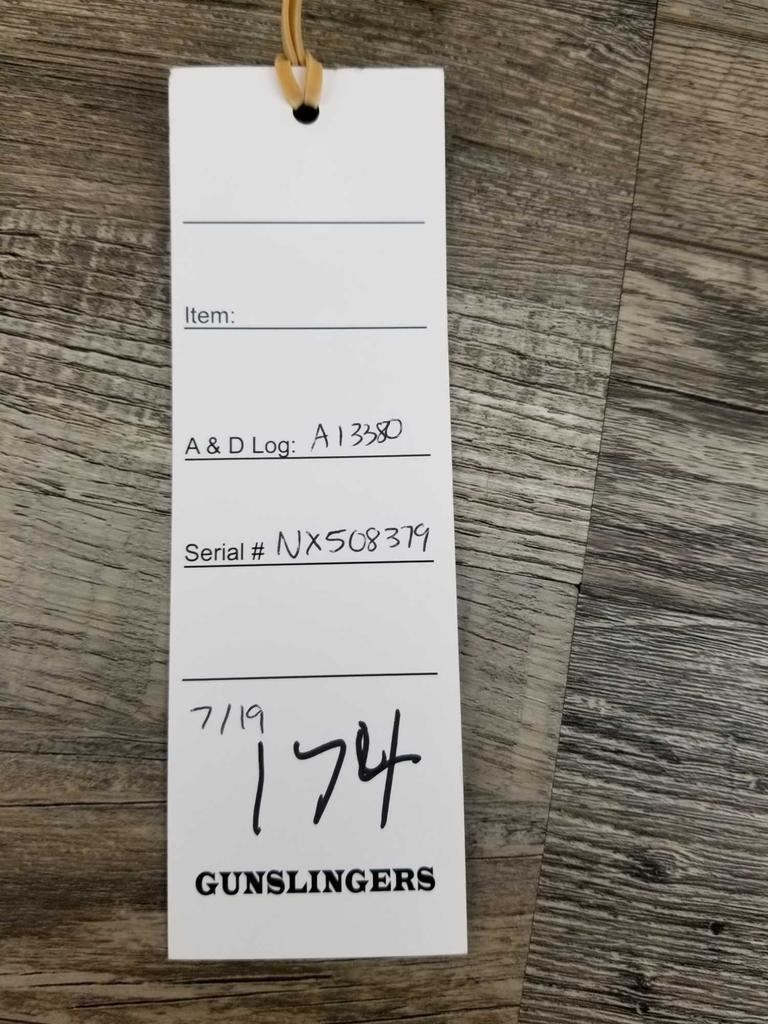 Item:
A & D Log: A13380
Serial # NX508379
7/19
174
GUNSLINGERS